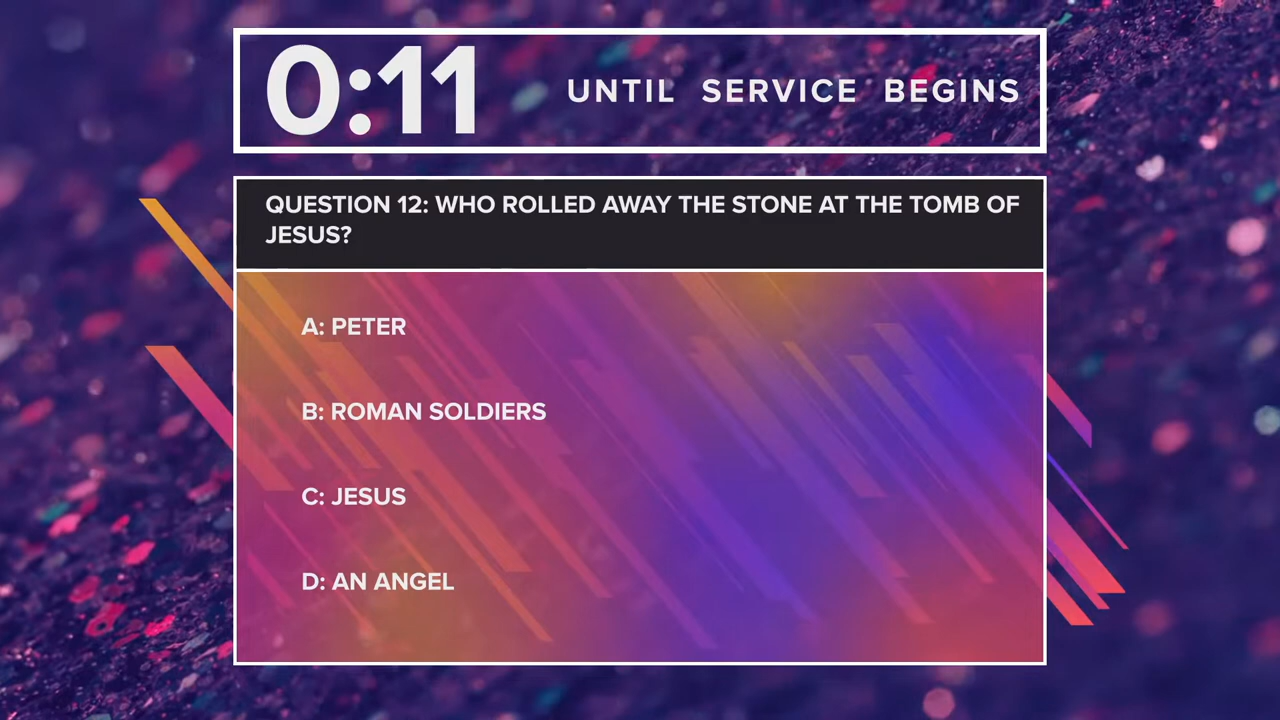 0:11 UNTIL SERVICE BEGINS
QUESTION 12: WHO ROLLED AWAY THE STONE AT THE TOMB OF
JESUS?
A: PETER
B: ROMAN SOLDIERS
C: JESUS
D: AN ANGEL